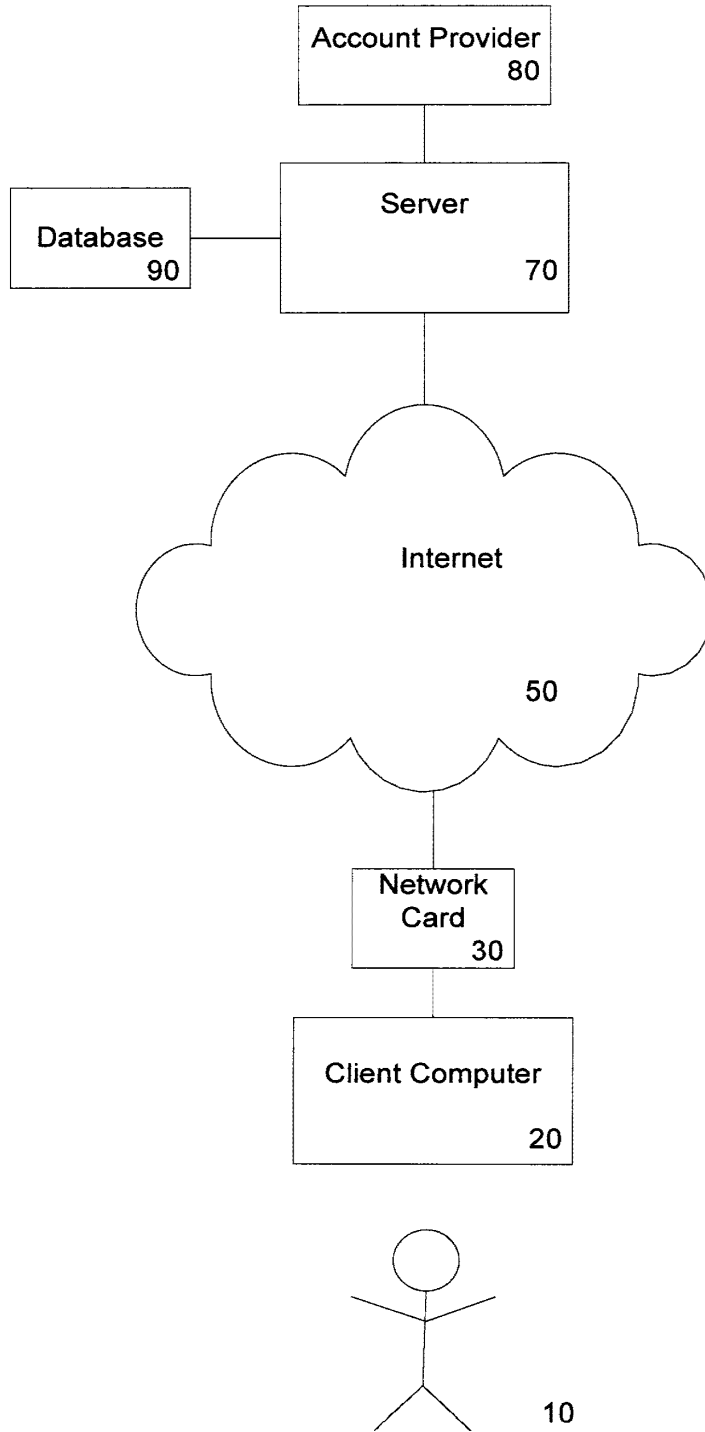 Account Provider
80
Server
70
Database
90
Internet
50
Network
Card
30
Client Computer
20
10